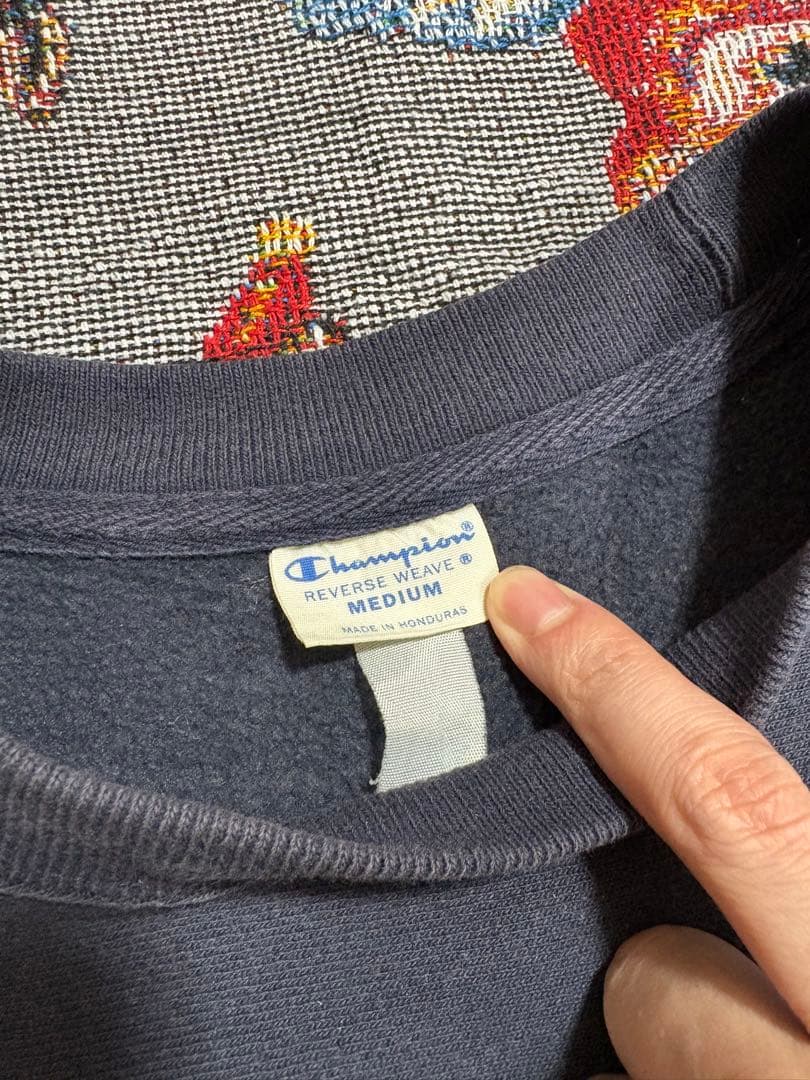 Champion®
REVERSE WEAVE ®
MEDIUM
MADE IN HONDURAS